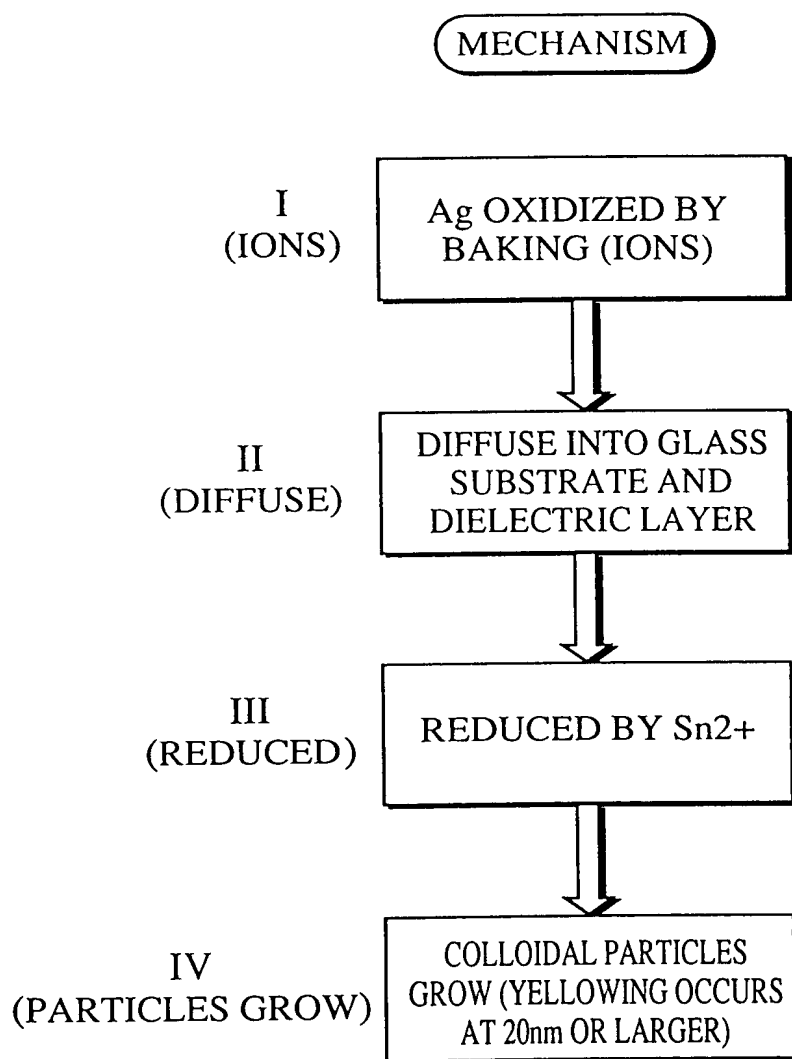 MECHANISM
I
(IONS)
Ag OXIDIZED BY
BAKING (IONS)
II
(DIFFUSE)
DIFFUSE INTO GLASS
SUBSTRATE AND
DIELECTRIC LAYER
III
(REDUCED)
REDUCED BY Sn2+
IV
(PARTICLES GROW)
COLLOIDAL PARTICLES
GROW (YELLOWING OCCURS
AT 20nm OR LARGER)